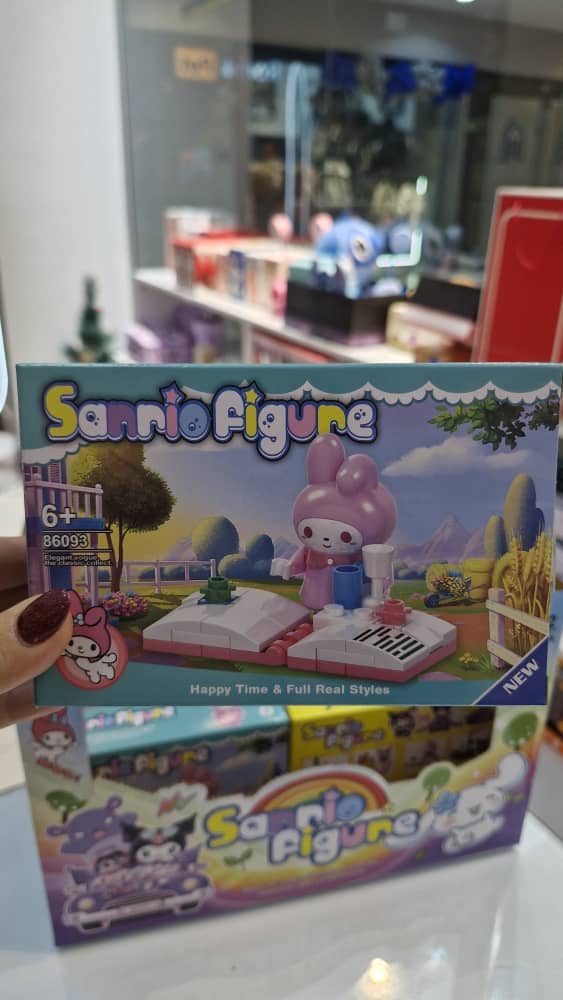 Sanrio Figure
6+
86093
Elegant vogue
the classic collect
NEW
Happy Time & Full Real Styles
Sanrio
Figure
Sanrio
Figure